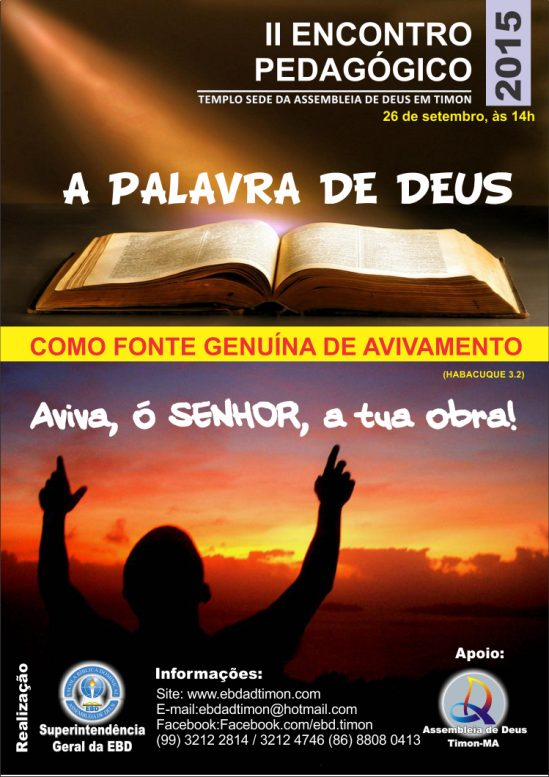 II ENCONTRO
PEDAGÓGICO
2015
TEMPLO SEDE DA ASSEMBLEIA DE DEUS EM TIMON
26 de setembro, às 14h
A PALAVRA DE DEUS
COMO FONTE GENUÍNA DE AVIVAMENTO
(HABACUQUE 3.2)
Aviva, ó SENHOR, a tua obra!
Realização
EBD
Superintendência
Geral da EBD
Informações:
Site: www.ebdadtimon.com
E-mail:ebdadtimon@hotmail.com
Facebook:Facebook.com/ebd.timon
(99) 3212 2814 / 3212 4746 (86) 8808 0413
Apoio:
Assembleia de Deus
Timon-MA